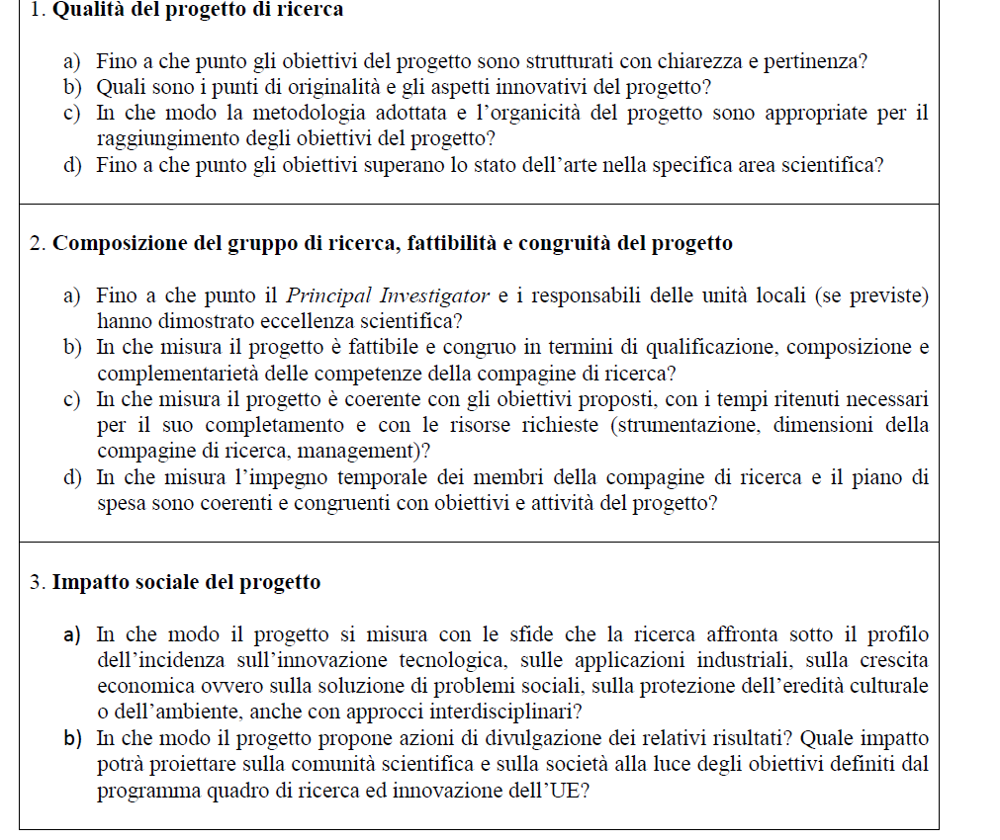 1. Qualità del progetto di ricerca
a) Fino a che punto gli obiettivi del progetto sono strutturati con chiarezza e pertinenza?
b) Quali sono i punti di originalità e gli aspetti innovativi del progetto?
c) In che modo la metodologia adottata e l’organicità del progetto sono appropriate per il
raggiungimento degli obiettivi del progetto?
d) Fino a che punto gli obiettivi superano lo stato dell’arte nella specifica area scientifica?
2. Composizione del gruppo di ricerca, fattibilità e congruità del progetto
a) Fino a che punto il Principal Investigator e i responsabili delle unità locali (se previste)
hanno dimostrato eccellenza scientifica?
b) In che misura il progetto è fattibile e congruo in termini di qualificazione, composizione e
complementarietà delle competenze della compagine di ricerca?
c) In che misura il progetto è coerente con gli obiettivi proposti, con i tempi ritenuti necessari
per il suo completamento e con le risorse richieste (strumentazione, dimensioni della
compagine di ricerca, management)?
d) In che misura l’impegno temporale dei membri della compagine di ricerca e il piano di
spesa sono coerenti e congruenti con obiettivi e attività del progetto?
3. Impatto sociale del progetto
a) In che modo il progetto si misura con le sfide che la ricerca affronta sotto il profilo
dell’incidenza sull’innovazione tecnologica, sulle applicazioni industriali, sulla crescita
economica ovvero sulla soluzione di problemi sociali, sulla protezione dell’eredità culturale
o dell’ambiente, anche con approcci interdisciplinari?
b) In che modo il progetto propone azioni di divulgazione dei relativi risultati? Quale impatto
potrà proiettare sulla comunità scientifica e sulla società alla luce degli obiettivi definiti dal
programma quadro di ricerca ed innovazione dell’UE?